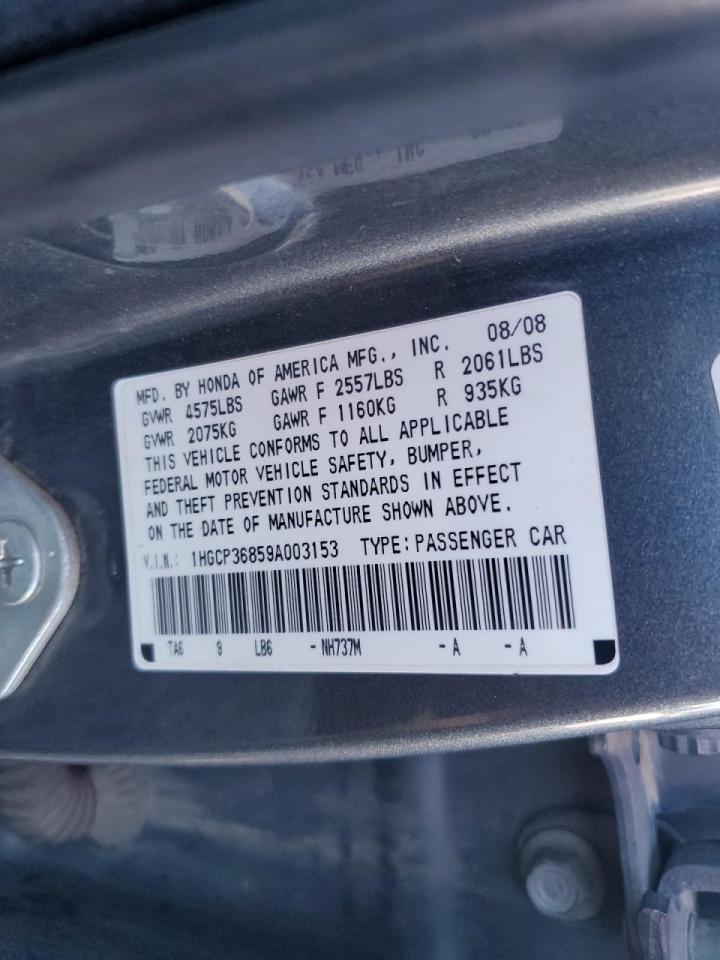 MFD. BY HONDA OF AMERICA MFG., INC. 08/08
GVWR 4575LBS GAWR F 2557LBS R 2061LBS
GVWR 2075KG GAWR F 1160KG R 935KG
THIS VEHICLE CONFORMS TO ALL APPLICABLE
FEDERAL MOTOR VEHICLE SAFETY, BUMPER,
AND THEFT PREVENTION STANDARDS IN EFFECT
ON THE DATE OF MANUFACTURE SHOWN ABOVE.
V.I.N.: 1HGCP36859A003153 TYPE:PASSENGER CAR
TA6 9 LB6 -NH737M -A -A